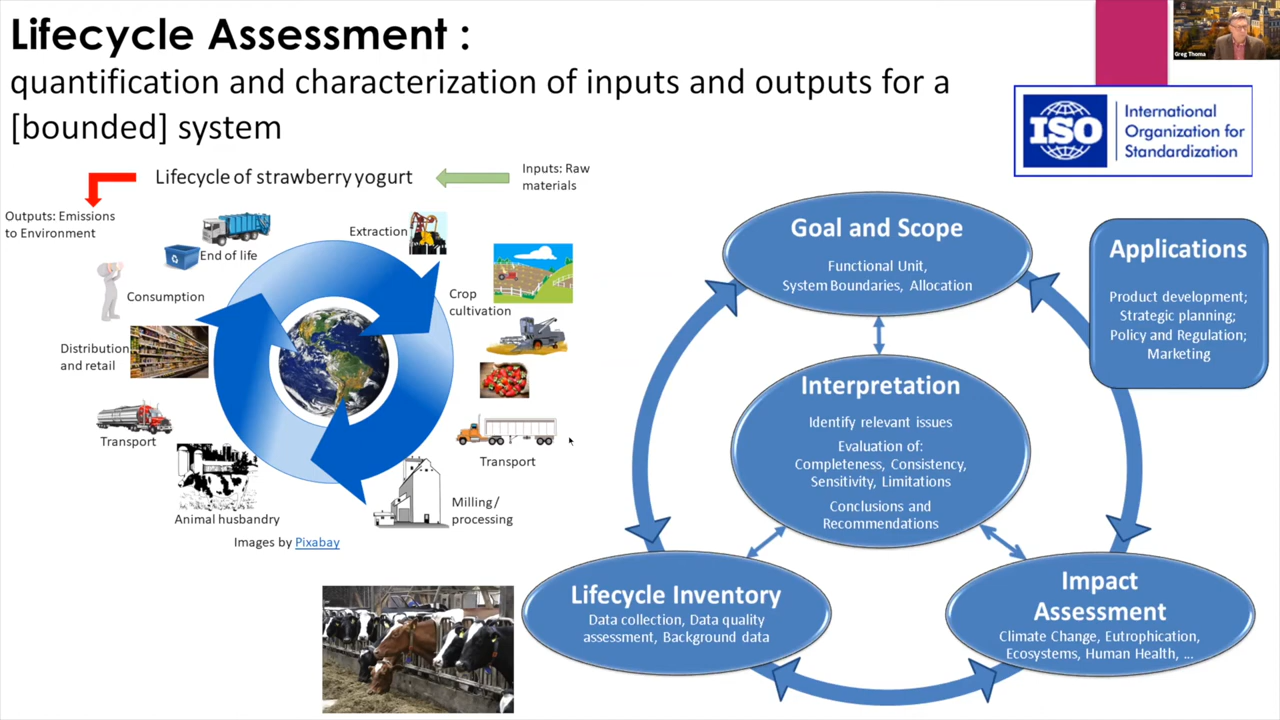 Lifecycle Assessment :
quantification and characterization of inputs and outputs for a
[bounded] system
Greg Thoma
ISO
International
Organization for
Standardization
Lifecycle of strawberry yogurt
Inputs: Raw
materials
Outputs: Emissions
to Environment
End of life
Extraction
Crop
cultivation
Consumption
Distribution
and retail
Transport
Transport
Milling/
processing
Animal husbandry
Images by Pixabay
Goal and Scope
Functional Unit,
System Boundaries, Allocation
Applications
Product development;
Strategic planning;
Policy and Regulation;
Marketing
Interpretation
Identify relevant issues
Evaluation of:
Completeness, Consistency,
Sensitivity, Limitations
Conclusions and
Recommendations
Lifecycle Inventory
Data collection, Data quality
assessment, Background data
Impact
Assessment
Climate Change, Eutrophication,
Ecosystems, Human Health, ...